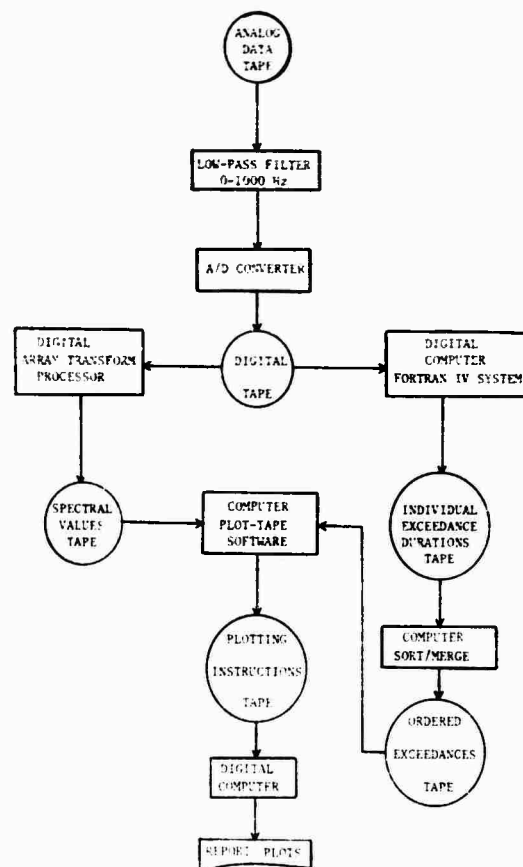 ANALOG
DATA
TAPE
LOW-PASS FILTER
0-1000 Hz
A/D CONVERTER
DIGITAL
ARRAY TRANSFORM
PROCESSOR
DIGITAL
TAPE
DIGITAL
COMPUTER
FORTRAN IV SYSTEM
SPECTRAL
VALUES
TAPE
COMPUTER
PLOT-TAPE
SOFTWARE
INDIVIDUAL
EXCEEDANCE
DURATIONS
TAPE
PLOTTING
INSTRUCTIONS
TAPE
COMPUTER
SORT/MERGE
ORDERED
EXCEEDANCES
TAPE
DIGITAL
COMPUTER
REPORT PLOTS